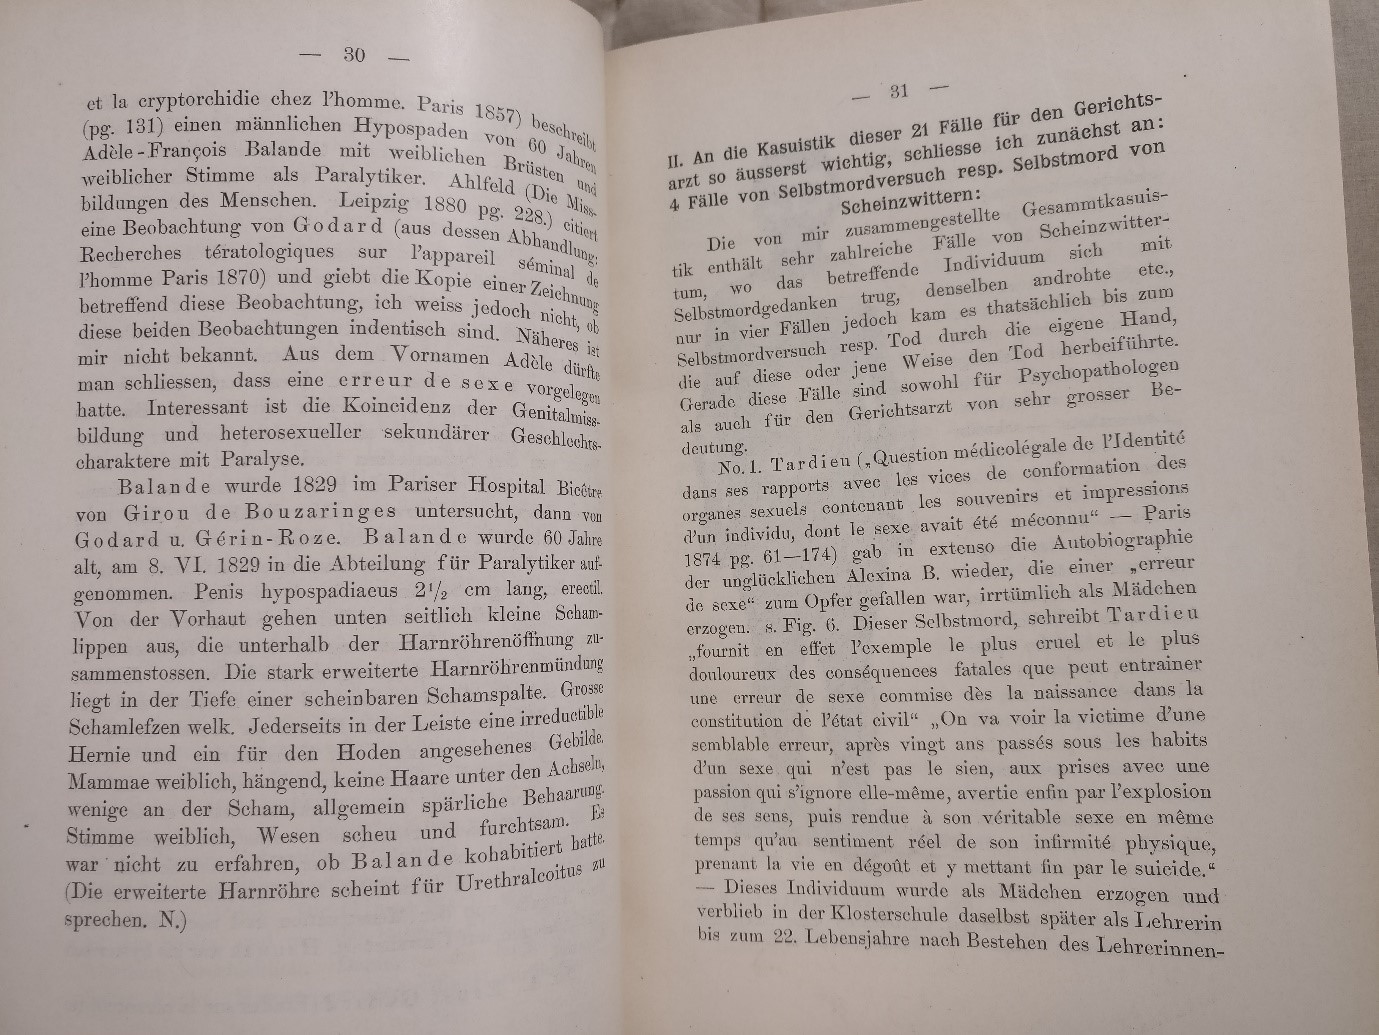 — 30 —
et la cryptorchidie chez l'homme. Paris 1857) beschreibt
(pg. 131) einen männlichen Hypospaden von 60 Jahren
Adèle-François Balande mit weiblichen Brüsten und
weiblicher Stimme als Paralytiker. Ahlfeld (Die Miss-
bildungen des Menschen. Leipzig 1880 pg. 228.) citiert
eine Beobachtung von Godard (aus dessen Abhandlung:
Recherches tératologiques sur l'appareil séminal de
l'homme Paris 1870) und giebt die Kopie einer Zeichnung
betreffend diese Beobachtung, ich weiss jedoch nicht, ob
diese beiden Beobachtungen indentisch sind. Näheres ist
mir nicht bekannt. Aus dem Vornamen Adèle dürfte
man schliessen, dass eine erreur de sexe vorgelegen
hatte. Interessant ist die Koincidenz der Genitalmiss-
bildung und heterosexueller sekundärer Geschlechts-
charaktere mit Paralyse.
Balande wurde 1829 im Pariser Hospital Bicêtre
von Girou de Bouzaringes untersucht, dann von
Godard u. Gérin-Roze. Balande wurde 60 Jahre
alt, am 8. VI. 1829 in die Abteilung für Paralytiker auf-
genommen. Penis hypospadiaeus 2½ cm lang, erectil.
Von der Vorhaut gehen unten seitlich kleine Scham-
lippen aus, die unterhalb der Harnröhrenöffnung zu-
sammenstossen. Die stark erweiterte Harnröhrenmündung
liegt in der Tiefe einer scheinbaren Schamspalte. Grosse
Schamlefzen welk. Jederseits in der Leiste eine irreductible
Hernie und ein für den Hoden angesehenes Gebilde.
Mammae weiblich, hängend, keine Haare unter den Achseln,
wenige an der Scham, allgemein spärliche Behaarung.
Stimme weiblich, Wesen scheu und furchtsam. Es
war nicht zu erfahren, ob Balande kohabitiert hatte.
(Die erweiterte Harnröhre scheint für Urethralcoitus zu
sprechen. N.)
— 31 —
II. An die Kasuistik dieser 21 Fälle für den Gerichts-
arzt so äusserst wichtig, schliesse ich zunächst an:
4 Fälle von Selbstmordversuch resp. Selbstmord von
Scheinzwittern:
Die von mir zusammengestellte Gesammtkasuis-
tik enthält sehr zahlreiche Fälle von Scheinzwitter-
tum, wo das betreffende Individuum sich mit
Selbstmordgedanken trug, denselben androhte etc.,
nur in vier Fällen jedoch kam es thatsächlich bis zum
Selbstmordversuch resp. Tod durch die eigene Hand,
die auf diese oder jene Weise den Tod herbeiführte.
Gerade diese Fälle sind sowohl für Psychopathologen
als auch für den Gerichtsarzt von sehr grosser Be-
deutung.
No. 1. Tardieu („Question médicolégale de l'Identité
dans ses rapports avec les vices de conformation des
organes sexuels contenant les souvenirs et impressions
d'un individu, dont le sexe avait été méconnu“ — Paris
1874 pg. 61—174) gab in extenso die Autobiographie
der unglücklichen Alexina B. wieder, die einer „erreur
de sexe“ zum Opfer gefallen war, irrtümlich als Mädchen
erzogen. s. Fig. 6. Dieser Selbstmord, schreibt Tardieu
„fournit en effet l'exemple le plus cruel et le plus
douloureux des conséquences fatales que peut entrainer
une erreur de sexe commise dès la naissance dans la
constitution de l'état civil“ „On va voir la victime d'une
semblable erreur, après vingt ans passés sous les habits
d'un sexe qui n'est pas le sien, aux prises avec une
passion qui s'ignore elle-même, avertie enfin par l'explosion
de ses sens, puis rendue à son véritable sexe en même
temps qu'au sentiment réel de son infirmité physique,
prenant la vie en dégoût et y mettant fin par le suicide.“
— Dieses Individuum wurde als Mädchen erzogen und
verblieb in der Klosterschule daselbst später als Lehrerin
bis zum 22. Lebensjahre nach Bestehen des Lehrerinnen-